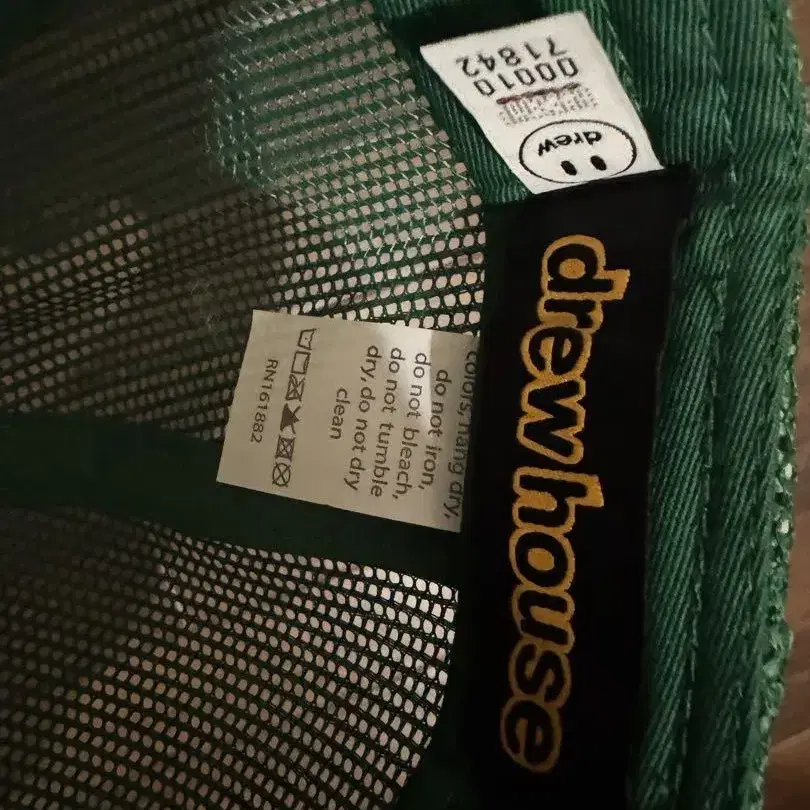 00010
71842
drew
drew house
colors, hang dry,
do not iron,
do not bleach,
do not tumble
dry, do not dry
clean
RN161882